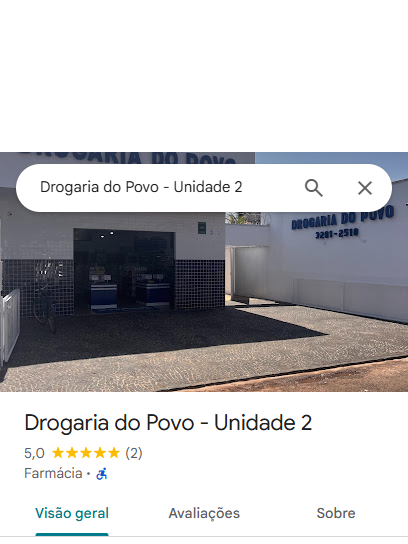 DROGARIA DO POVO
Drogaria do Povo - Unidade 2
DROGARIA DO POVO
3281-2510
Drogaria do Povo - Unidade 2
5,0 (2)
Farmácia ·
Visão geral
Avaliações
Sobre